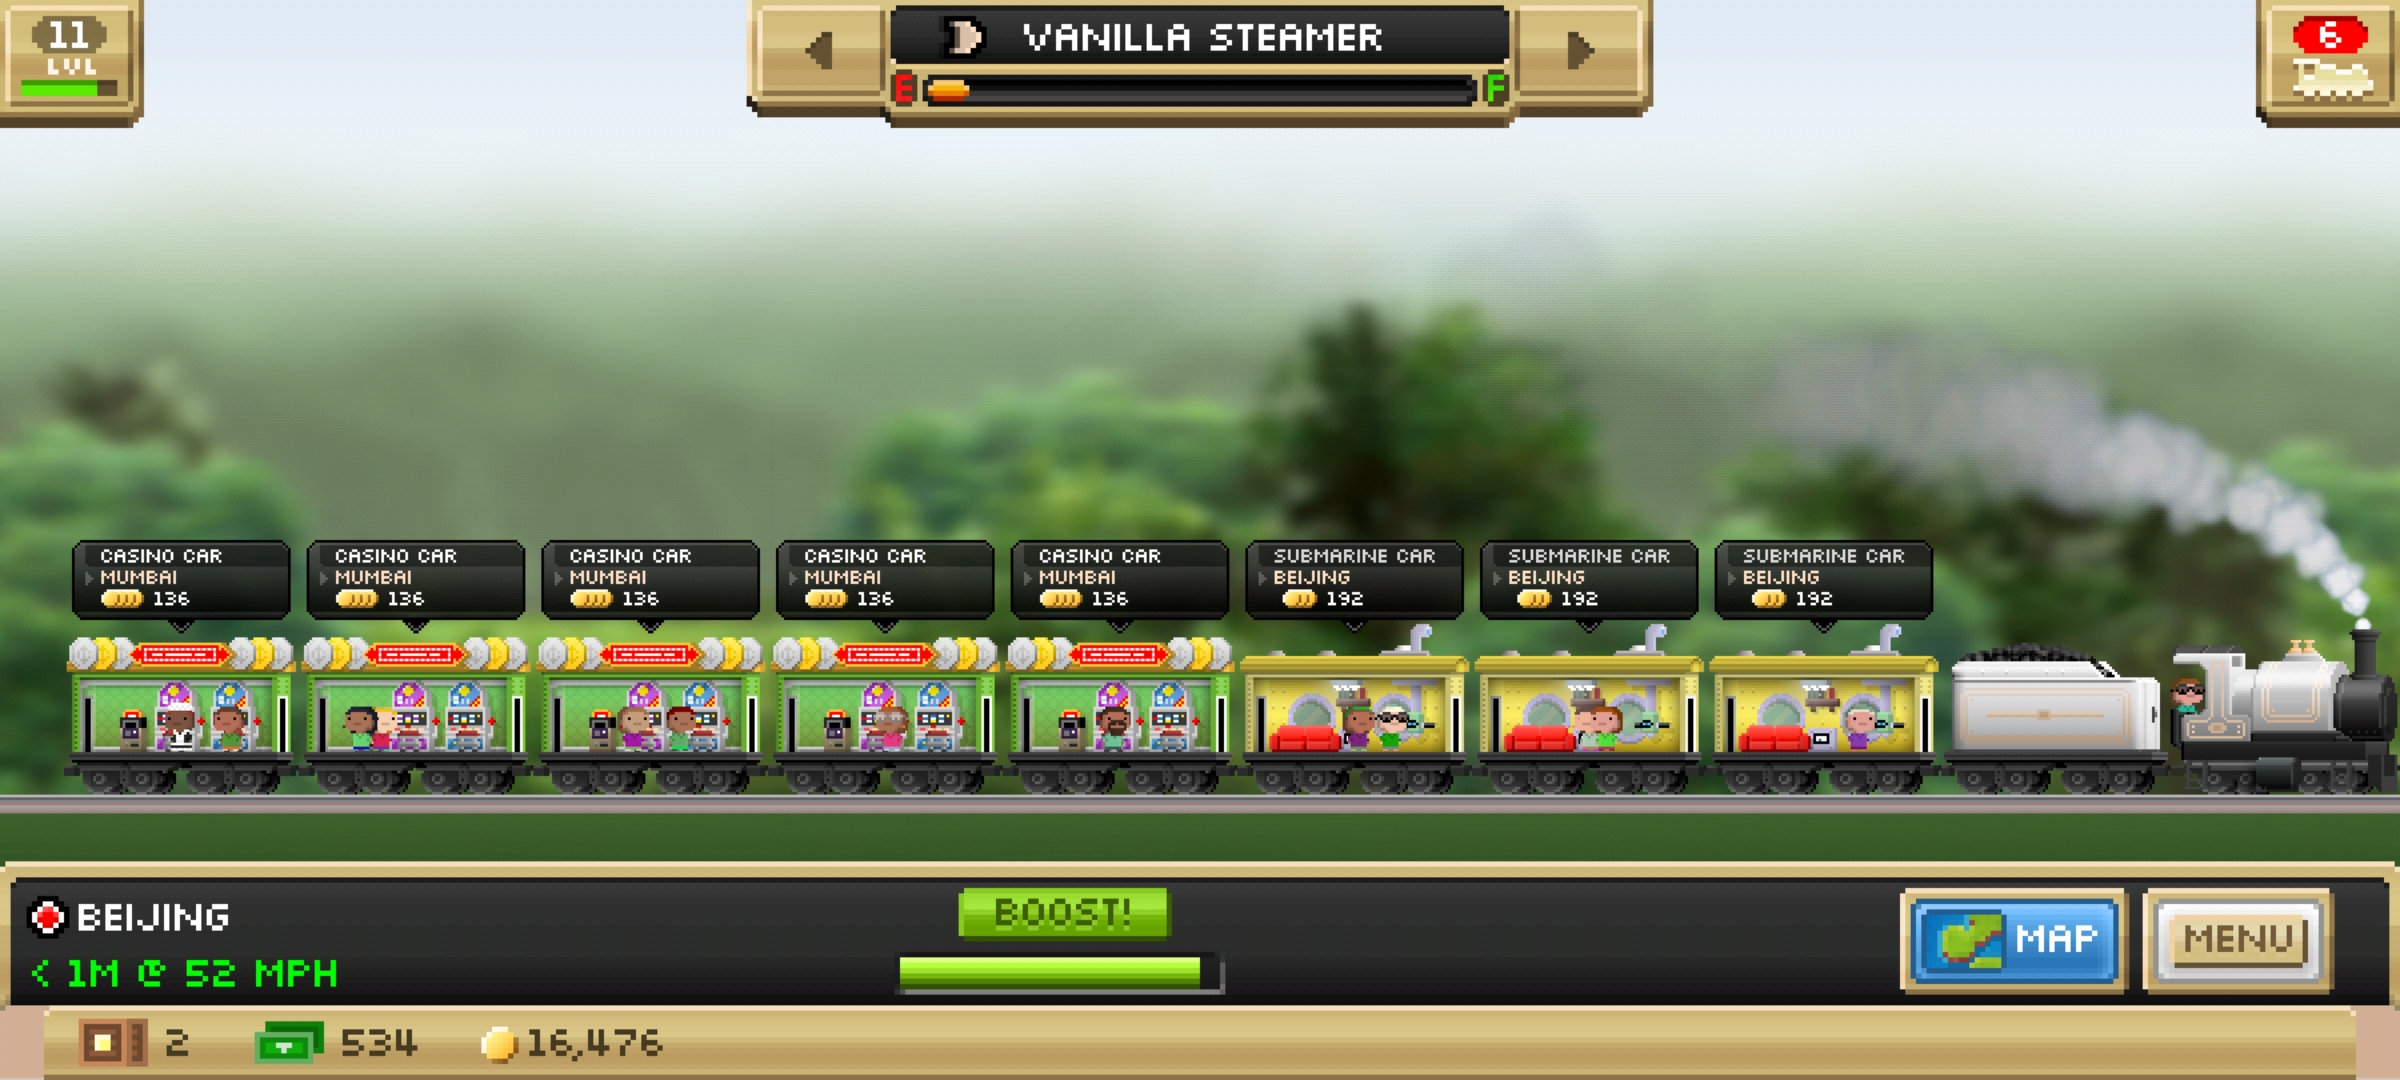 11
LVL
VANILLA STEAMER
E F
6
CASINO CAR
MUMBAI
136
CASINO CAR
MUMBAI
136
CASINO CAR
MUMBAI
136
CASINO CAR
MUMBAI
136
CASINO CAR
MUMBAI
136
SUBMARINE CAR
BEIJING
192
SUBMARINE CAR
BEIJING
192
SUBMARINE CAR
BEIJING
192
BEIJING
< 1M @ 52 MPH
BOOST!
MAP
MENU
2 534 16,476